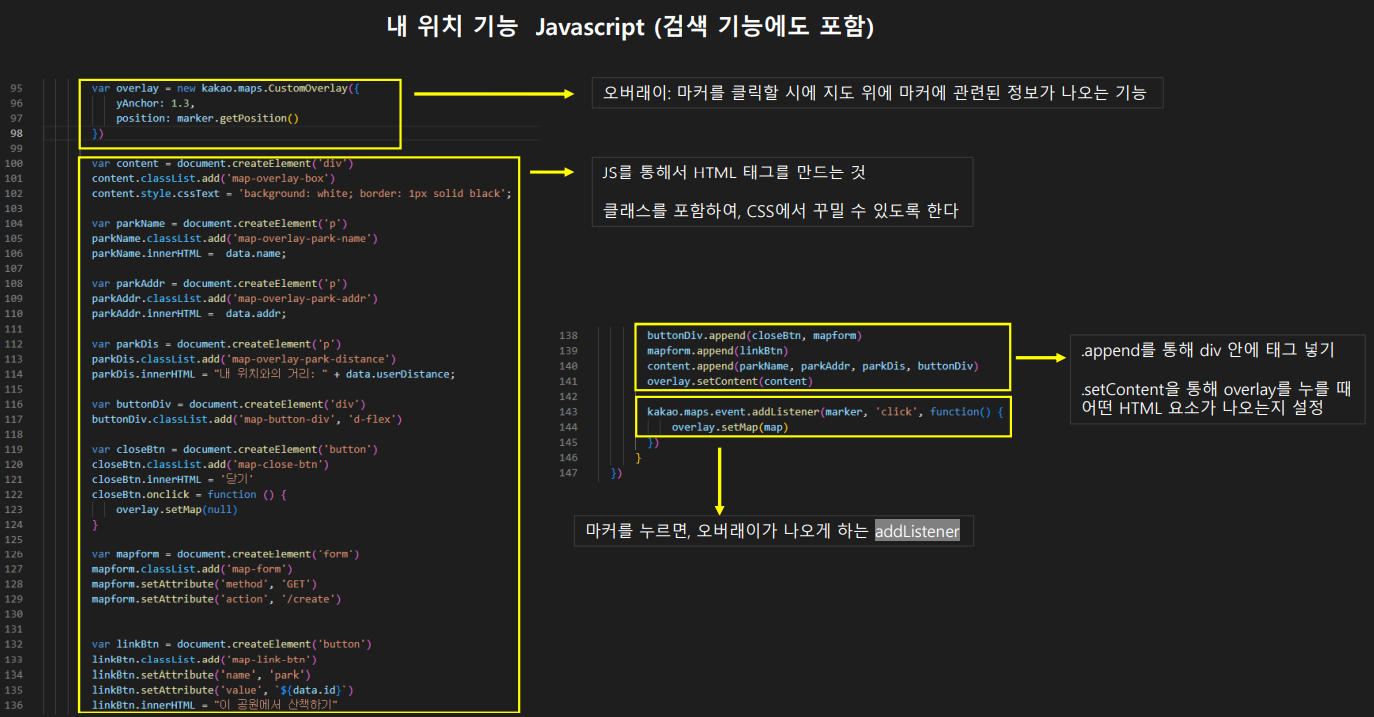 내 위치 기능 Javascript (검색 기능에도 포함)
95 var overlay = new kakao.maps.CustomOverlay({
96 yAnchor: 1.3,
97 position: marker.getPosition()
98 })
99
100 var content = document.createElement('div')
101 content.classList.add('map-overlay-box')
102 content.style.cssText = 'background: white; border: 1px solid black';
103
104 var parkName = document.createElement('p')
105 parkName.classList.add('map-overlay-park-name')
106 parkName.innerHTML = data.name;
107
108 var parkAddr = document.createElement('p')
109 parkAddr.classList.add('map-overlay-park-addr')
110 parkAddr.innerHTML = data.addr;
111
112 var parkDis = document.createElement('p')
113 parkDis.classList.add('map-overlay-park-distance')
114 parkDis.innerHTML = "내 위치와의 거리: " + data.userDistance;
115
116 var buttonDiv = document.createElement('div')
117 buttonDiv.classList.add('map-button-div', 'd-flex')
118
119 var closeBtn = document.createElement('button')
120 closeBtn.classList.add('map-close-btn')
121 closeBtn.innerHTML = '닫기'
122 closeBtn.onclick = function () {
123 overlay.setMap(null)
124 }
125
126 var mapform = document.createElement('form')
127 mapform.classList.add('map-form')
128 mapform.setAttribute('method', 'GET')
129 mapform.setAttribute('action', '/create')
130
131
132 var linkBtn = document.createElement('button')
133 linkBtn.classList.add('map-link-btn')
134 linkBtn.setAttribute('name', 'park')
135 linkBtn.setAttribute('value', `${data.id}`)
136 linkBtn.innerHTML = "이 공원에서 산책하기"
오버래이: 마커를 클릭할 시에 지도 위에 마커에 관련된 정보가 나오는 기능
JS를 통해서 HTML 태그를 만드는 것
클래스를 포함하여, CSS에서 꾸밀 수 있도록 한다
138 buttonDiv.append(closeBtn, mapform)
139 mapform.append(linkBtn)
140 content.append(parkName, parkAddr, parkDis, buttonDiv)
141 overlay.setContent(content)
142
143 kakao.maps.event.addListener(marker, 'click', function() {
144 overlay.setMap(map)
145 })
146 }
147 })
.append를 통해 div 안에 태그 넣기
.setContent을 통해 overlay를 누를 때
어떤 HTML 요소가 나오는지 설정
마커를 누르면, 오버래이가 나오게 하는 addListener